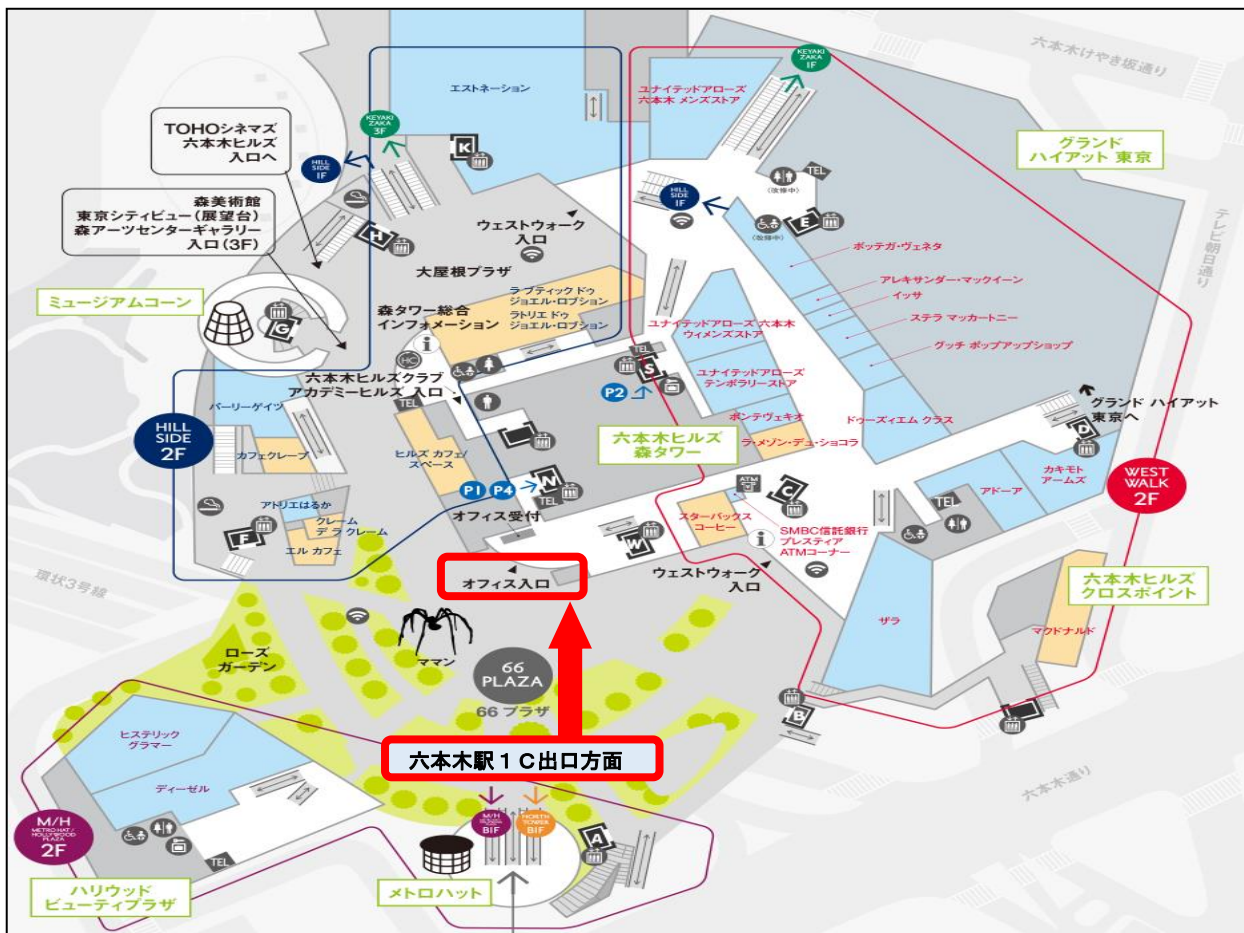 六本木けやき坂通り
KEYAKI
ZAKA
1F
エストネーション
ユナイテッドアローズ
六本木 メンズストア
グランド
ハイアット 東京
TOHOシネマズ
六本木ヒルズ
入口へ
KEYAKI
ZAKA
3F
K
HILL
SIDE
1F
TEL
(改修中)
HILL
SIDE
1F
E
(改修中)
テレビ朝日通り
森美術館
東京シティビュー(展望台)
森アーツセンターギャラリー
入口(3F)
H
ウェストウォーク
入口
ボッテガ・ヴェネタ
大屋根プラザ
アレキサンダー・マックイーン
イッサ
ミュージアムコーン
G
ラ ブティック ドゥ
ジョエル・ロブション
森タワー総合
インフォメーション
ラトリエ ドゥ
ジョエル・ロブション
ユナイテッドアローズ 六本木
ウィメンズストア
ステラ マッカートニー
グッチ ポップアップショップ
TEL
S
六本木ヒルズクラブ
アカデミーヒルズ 入口
ユナイテッドアローズ
テンポラリーストア
P2
グランド ハイアット
東京へ
TEL
パーリーゲイツ
ポンテヴェキオ
ドゥーズィエム クラス
D
HILL
SIDE
2F
六本木ヒルズ
森タワー
ラ・メゾン・デュ・ショコラ
カフェクレープ
ヒルズ カフェ/
スペース
カキモト
アームズ
WEST
WALK
2F
P1 P4
N
TEL
ATM
C
アドーア
アトリエはるか
オフィス受付
TEL
クレーム
デ ラ クレーム
F
スターバックス
コーヒー
SMBC信託銀行
プレスティア
ATMコーナー
エル カフェ
W
オフィス入口
ウェストウォーク
入口
六本木ヒルズ
クロスポイント
環状3号線
ザラ
マクドナルド
ママン
ローズ
ガーデン
66
PLAZA
66 プラザ
B
ヒステリック
グラマー
六本木駅1C出口方面
六本木通り
ディーゼル
M/H
B1F
NORTH
TOWER
B1F
A
M/H
METRO HAT/
HOLLYWOOD
PLAZA
2F
TEL
ハリウッド
ビューティプラザ
メトロハット